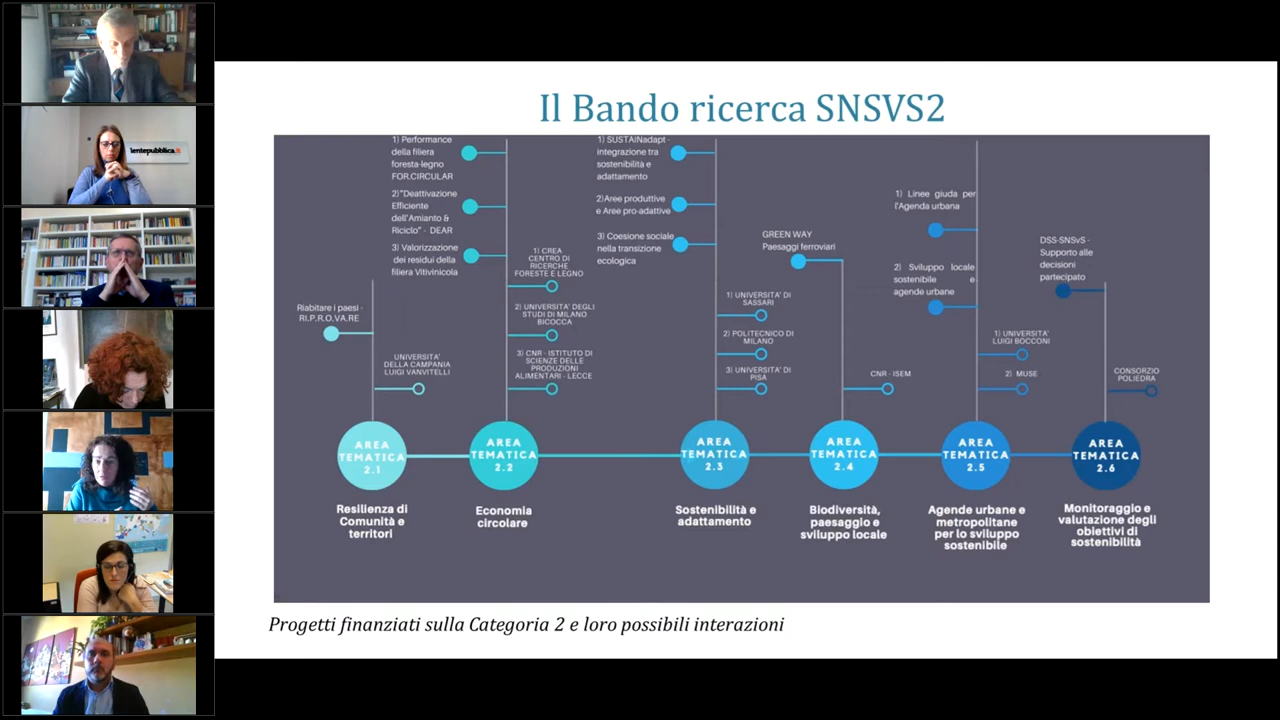 lentepubblica.it
Il Bando ricerca SNSVS2
1) Performance
della filiera
foresta-legno
FOR.CIRCULAR
2)"Deattivazione
Efficiente
dell'Amianto &
Riciclo" - DEAR
3) Valorizzazione
dei residui della
filiera Vitivinicola
1) CREA
CENTRO DI
RICERCHE
FORESTE E LEGNO
2) UNIVERSITA' DEGLI
STUDI DI MILANO
BICOCCA
3) CNR - ISTITUTO DI
SCIENZE DELLE
PRODUZIONI
ALIMENTARI - LECCE
Riabitare i paesi -
RI.P.R.O.VA.RE
UNIVERSITA'
DELLA CAMPANIA
LUIGI VANVITELLI
1) SUSTAINadapt -
integrazione tra
sostenibilità e
adattamento
2)Aree produttive
e Aree pro-adattive
3) Coesione sociale
nella transizione
ecologica
1) UNIVERSITA' DI
SASSARI
2) POLITECNICO DI
MILANO
3) UNIVERSITA' DI
PISA
GREEN WAY
Paesaggi ferroviari
CNR - ISEM
1) Linee giuda per
l'Agenda urbana
2) Sviluppo locale
sostenibile e
agende urbane
1) UNIVERSITA'
LUIGI BOCCONI
2) MUSE
DSS-SNSvS -
Supporto alle
decisioni
partecipato
CONSORZIO
POLIEDRA
AREA
TEMATICA
2.1
AREA
TEMATICA
2.2
AREA
TEMATICA
2.3
AREA
TEMATICA
2.4
AREA
TEMATICA
2.5
AREA
TEMATICA
2.6
Resilienza di
Comunità e
territori
Economia
circolare
Sostenibilità e
adattamento
Biodiversità,
paesaggio e
sviluppo locale
Agende urbane e
metropolitane
per lo sviluppo
sostenibile
Monitoraggio e
valutazione degli
obiettivi di
sostenibilità
Progetti finanziati sulla Categoria 2 e loro possibili interazioni